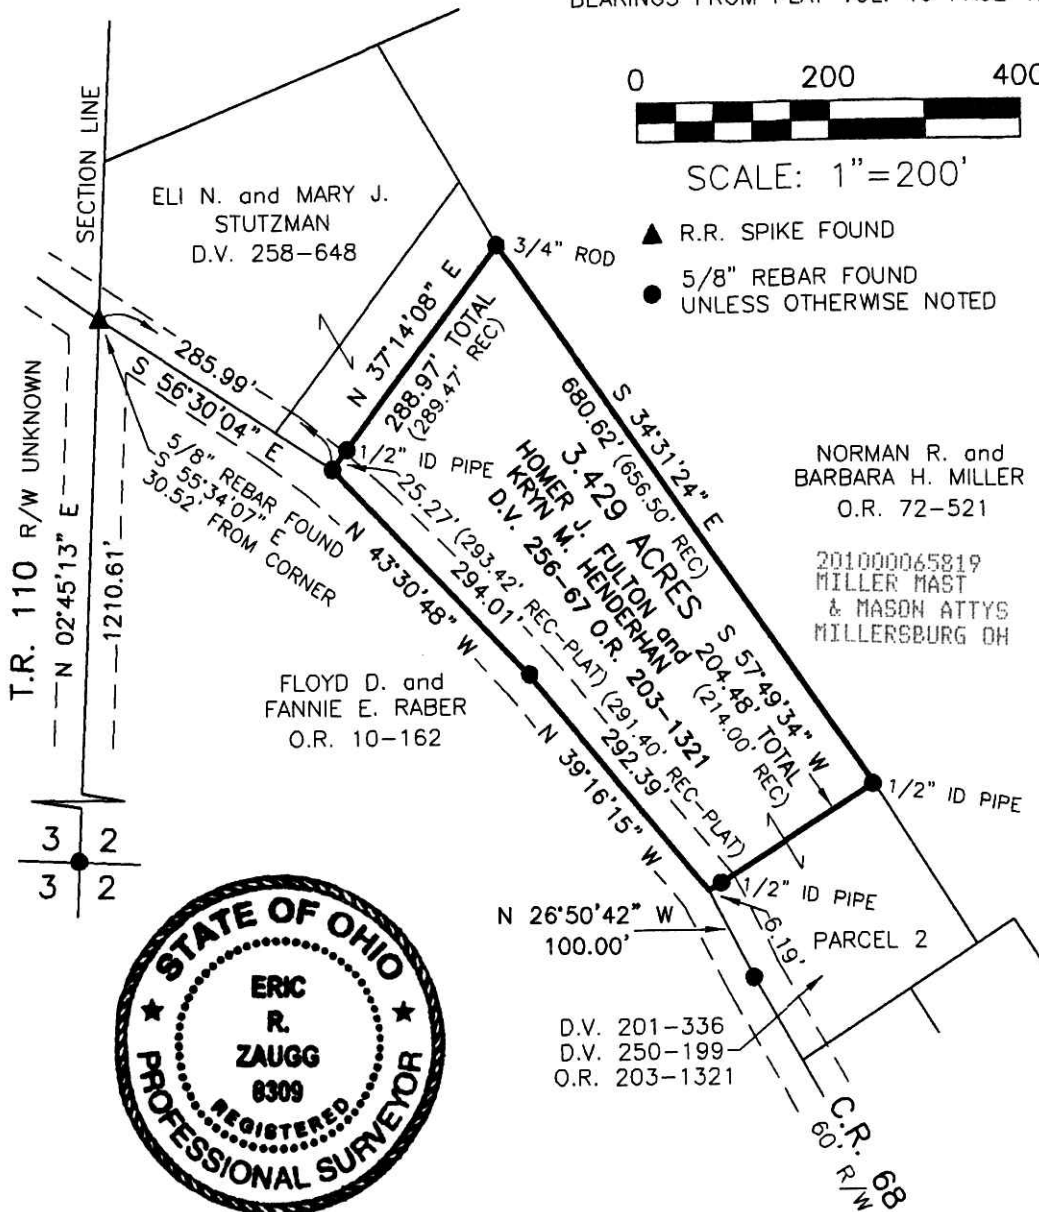 0 200 400
SCALE: 1"=200'
▲ R.R. SPIKE FOUND
● 5/8" REBAR FOUND
UNLESS OTHERWISE NOTED
SECTION LINE
ELI N. and MARY J.
STUTZMAN
D.V. 258-648
3/4" ROD
N 37°14'08" E
288.97' TOTAL
(289.47' REC)
285.99'
S 56°30'04" E
5/8" REBAR FOUND
S 55°34'07" E
30.52' FROM CORNER
1/2" ID PIPE
25.27'
S 34°31'24" E
680.62' (656.50' REC)
3.429 ACRES
HOMER J. FULTON and
KRYN M. HENDERHAN
D.V. 256-67 O.R. 203-1321
NORMAN R. and
BARBARA H. MILLER
O.R. 72-521
201000065819
MILLER MAST
& MASON ATTYS
MILLERSBURG OH
T.R. 110 R/W UNKNOWN
N 02°45'13" E
1210.61'
(293.42' REC-PLAT)
294.01'
N 43°30'48" W
FLOYD D. and
FANNIE E. RABER
O.R. 10-162
(291.40' REC-PLAT)
292.39'
N 39°16'15" W
S 57°49'34" W
204.48' TOTAL
(214.00' REC)
1/2" ID PIPE
3 2
3 2
1/2" ID PIPE
6.19'
N 26°50'42" W
100.00'
PARCEL 2
D.V. 201-336
D.V. 250-199
O.R. 203-1321
C.R. 68
60' R/W
STATE OF OHIO
ERIC
R.
ZAUGG
8309
REGISTERED
PROFESSIONAL SURVEYOR